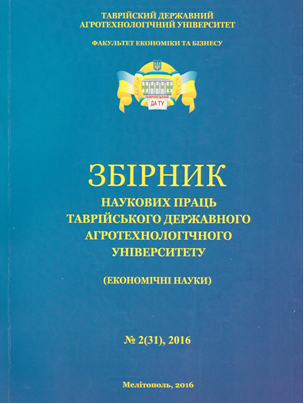 ТАВРІЙСЬКИЙ ДЕРЖАВНИЙ
АГРОТЕХНОЛОГІЧНИЙ УНІВЕРСИТЕТ
ФАКУЛЬТЕТ ЕКОНОМІКИ ТА БІЗНЕСУ
ДАТУ
ЗБІРНИК
НАУКОВИХ ПРАЦЬ
ТАВРІЙСЬКОГО ДЕРЖАВНОГО
АГРОТЕХНОЛОГІЧНОГО
УНІВЕРСИТЕТУ
(ЕКОНОМІЧНІ НАУКИ)
№ 2(31), 2016
Мелітополь, 2016